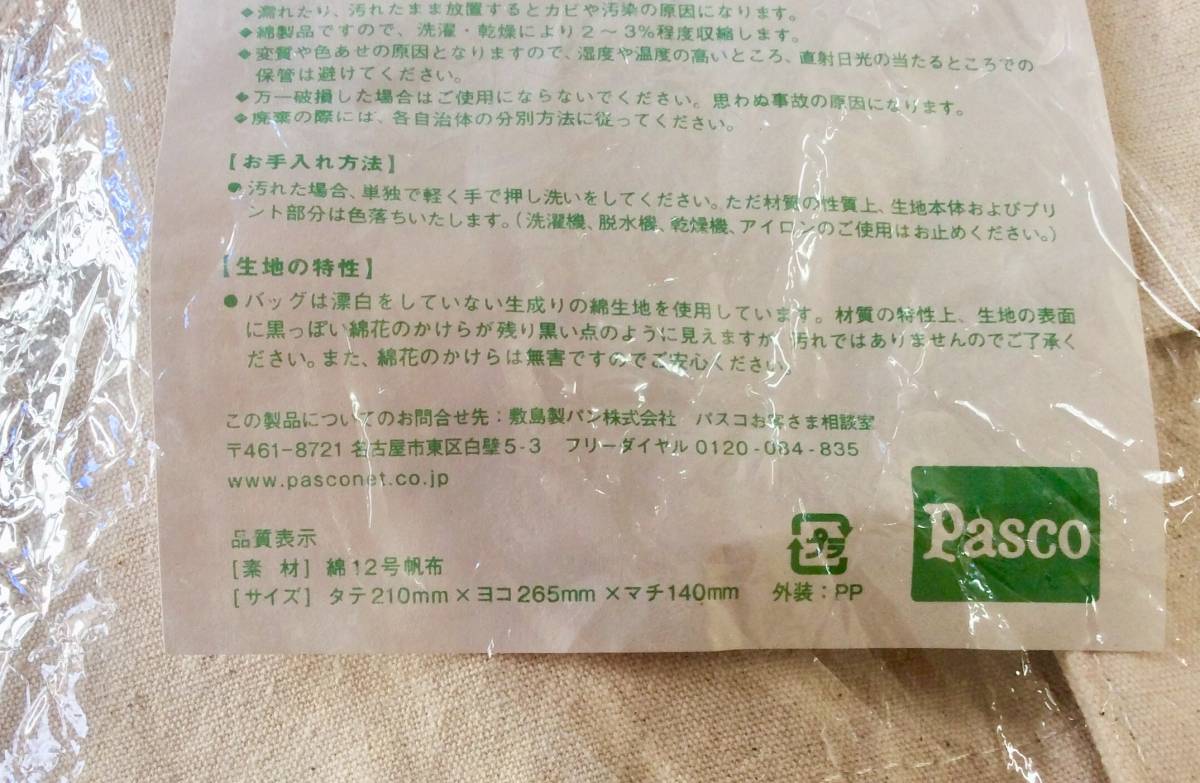 ◆濡れたり、汚れたまま放置するとカビや汚染の原因になります。
◆綿製品ですので、洗濯・乾燥により2～3%程度収縮します。
◆変質や色あせの原因となりますので、湿度や温度の高いところ、直射日光の当たるところでの
保管は避けてください。
◆万一破損した場合はご使用にならないでください。思わぬ事故の原因になります。
◆廃棄の際には、各自治体の分別方法に従ってください。
【お手入れ方法】
●汚れた場合、単独で軽く手で押し洗いをしてください。ただ材質の性質上、生地本体およびプリ
ント部分は色落ちいたします。（洗濯機、脱水機、乾燥機、アイロンのご使用はお止めください。）
【生地の特性】
●バッグは漂白をしていない生成りの綿生地を使用しています。材質の特性上、生地の表面
に黒っぽい綿花のかけらが残り黒い点のように見えますが、汚れではありませんのでご了承く
ださい。また、綿花のかけらは無害ですのでご安心ください。
この製品についてのお問合せ先：敷島製パン株式会社 パスコお客さま相談室
〒461-8721 名古屋市東区白壁5-3 フリーダイヤル 0120-084-835
www.pasconet.co.jp
品質表示
[素 材] 綿12号帆布
[サイズ] タテ210mm×ヨコ265mm×マチ140mm
プラ
外装：PP
Pasco